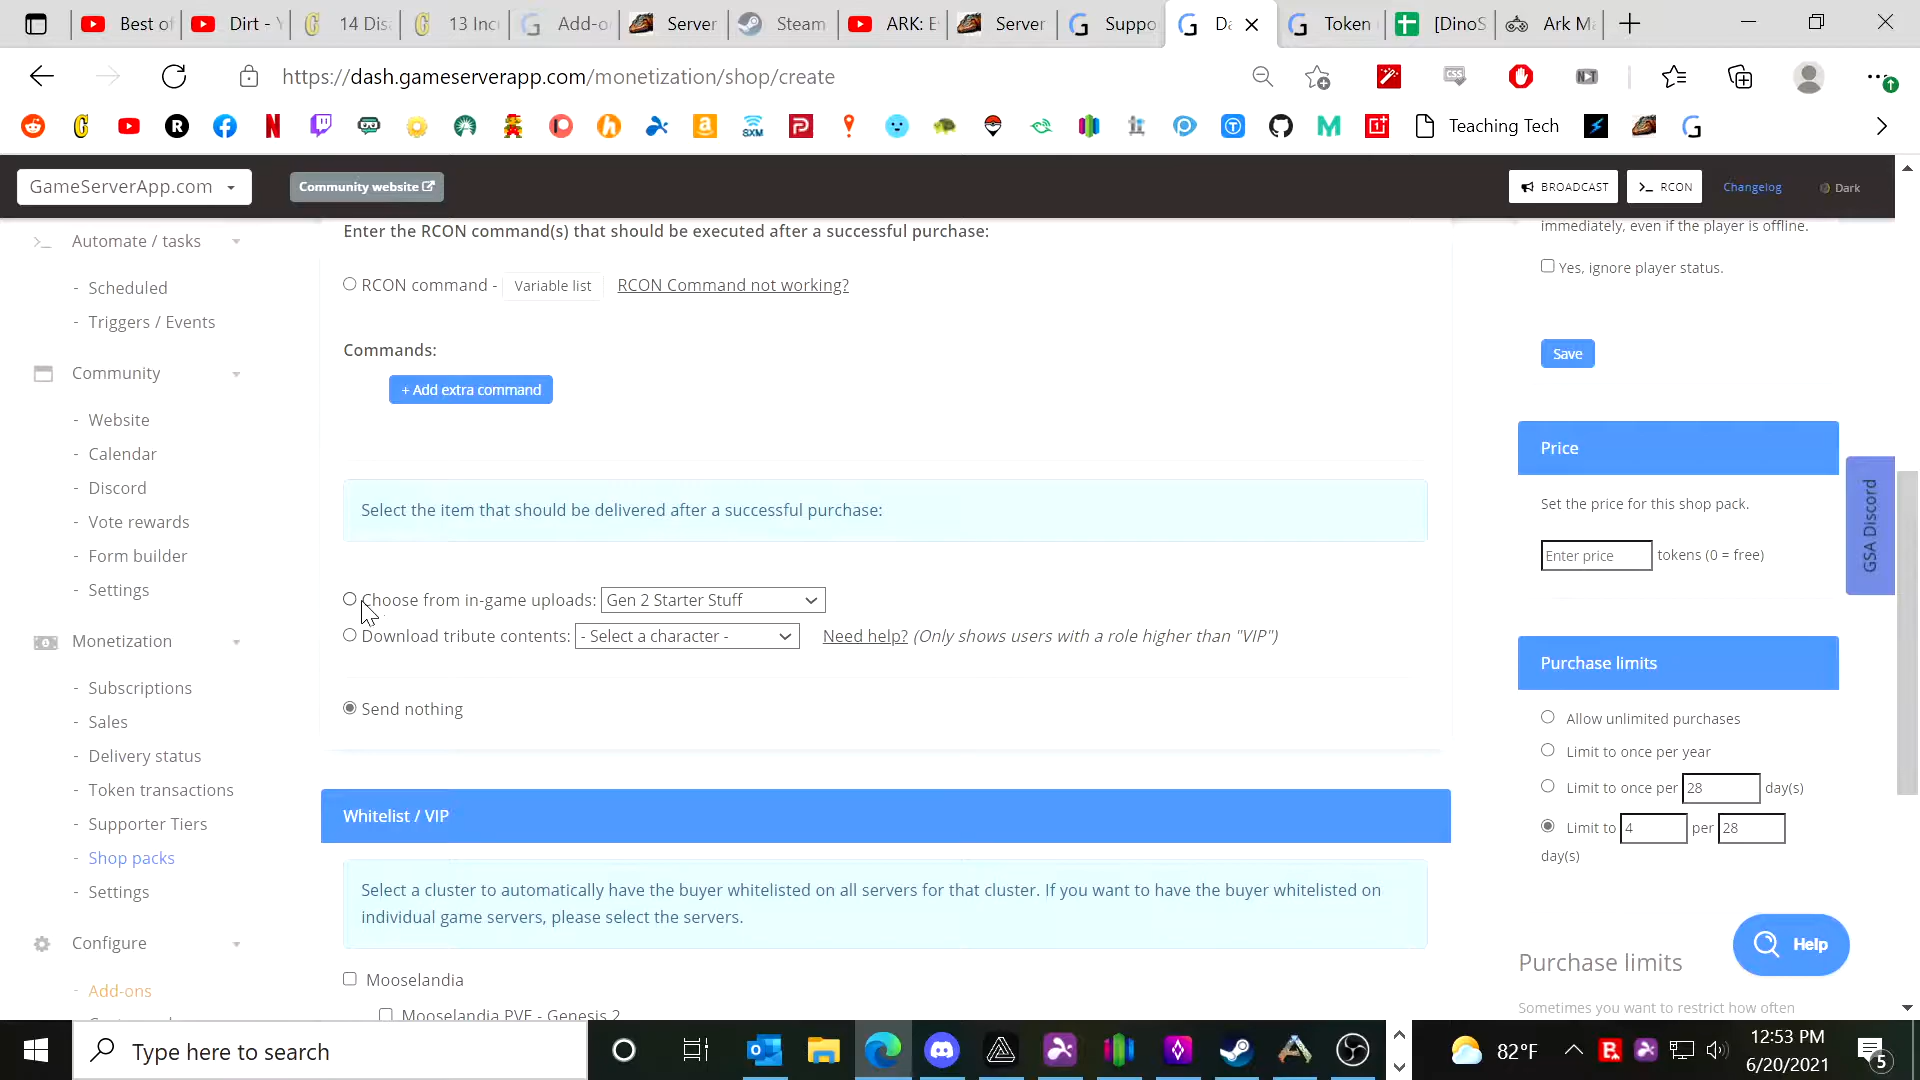 Best of
Dirt -
14 Dis
13 Inc
Add-o
Server
Steam
ARK: E
Server
Suppo
Da
Token
[DinoS
Ark Ma
https://dash.gameserverapp.com/monetization/shop/create
Teaching Tech
GameServerApp.com
Community website
BROADCAST
RCON
Changelog
Dark
Automate / tasks
- Scheduled
- Triggers / Events
Community
- Website
- Calendar
- Discord
- Vote rewards
- Form builder
- Settings
Monetization
- Subscriptions
- Sales
- Delivery status
- Token transactions
- Supporter Tiers
- Shop packs
- Settings
Configure
- Add-ons
Enter the RCON command(s) that should be executed after a successful purchase:
RCON command - Variable list RCON Command not working?
Commands:
+ Add extra command
Select the item that should be delivered after a successful purchase:
Choose from in-game uploads: Gen 2 Starter Stuff
Download tribute contents: - Select a character - Need help? (Only shows users with a role higher than "VIP")
Send nothing
Whitelist / VIP
Select a cluster to automatically have the buyer whitelisted on all servers for that cluster. If you want to have the buyer whitelisted on
individual game servers, please select the servers.
Mooselandia
Mooselandia PVE - Genesis 2
immediately, even if the player is offline.
Yes, ignore player status.
Save
Price
Set the price for this shop pack.
Enter price tokens (0 = free)
Purchase limits
Allow unlimited purchases
Limit to once per year
Limit to once per 28 day(s)
Limit to 4 per 28
day(s)
Purchase limits
Sometimes you want to restrict how often
GSA Discord
Help
Type here to search
82°F
12:53 PM
6/20/2021
5